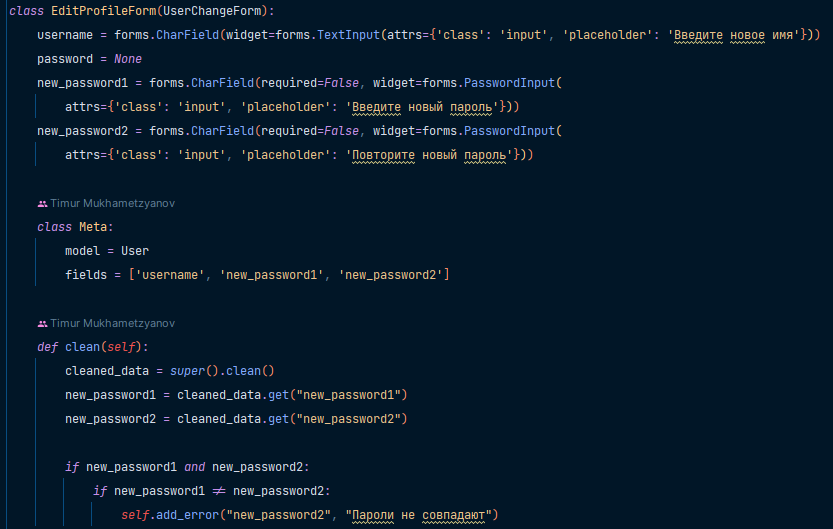 class EditProfileForm(UserChangeForm):
username = forms.CharField(widget=forms.TextInput(attrs={'class': 'input', 'placeholder': 'Введите новое имя'}))
password = None
new_password1 = forms.CharField(required=False, widget=forms.PasswordInput(
attrs={'class': 'input', 'placeholder': 'Введите новый пароль'}))
new_password2 = forms.CharField(required=False, widget=forms.PasswordInput(
attrs={'class': 'input', 'placeholder': 'Повторите новый пароль'}))
Timur Mukhametzyanov
class Meta:
model = User
fields = ['username', 'new_password1', 'new_password2']
Timur Mukhametzyanov
def clean(self):
cleaned_data = super().clean()
new_password1 = cleaned_data.get("new_password1")
new_password2 = cleaned_data.get("new_password2")
if new_password1 and new_password2:
if new_password1 ≠ new_password2:
self.add_error("new_password2", "Пароли не совпадают")